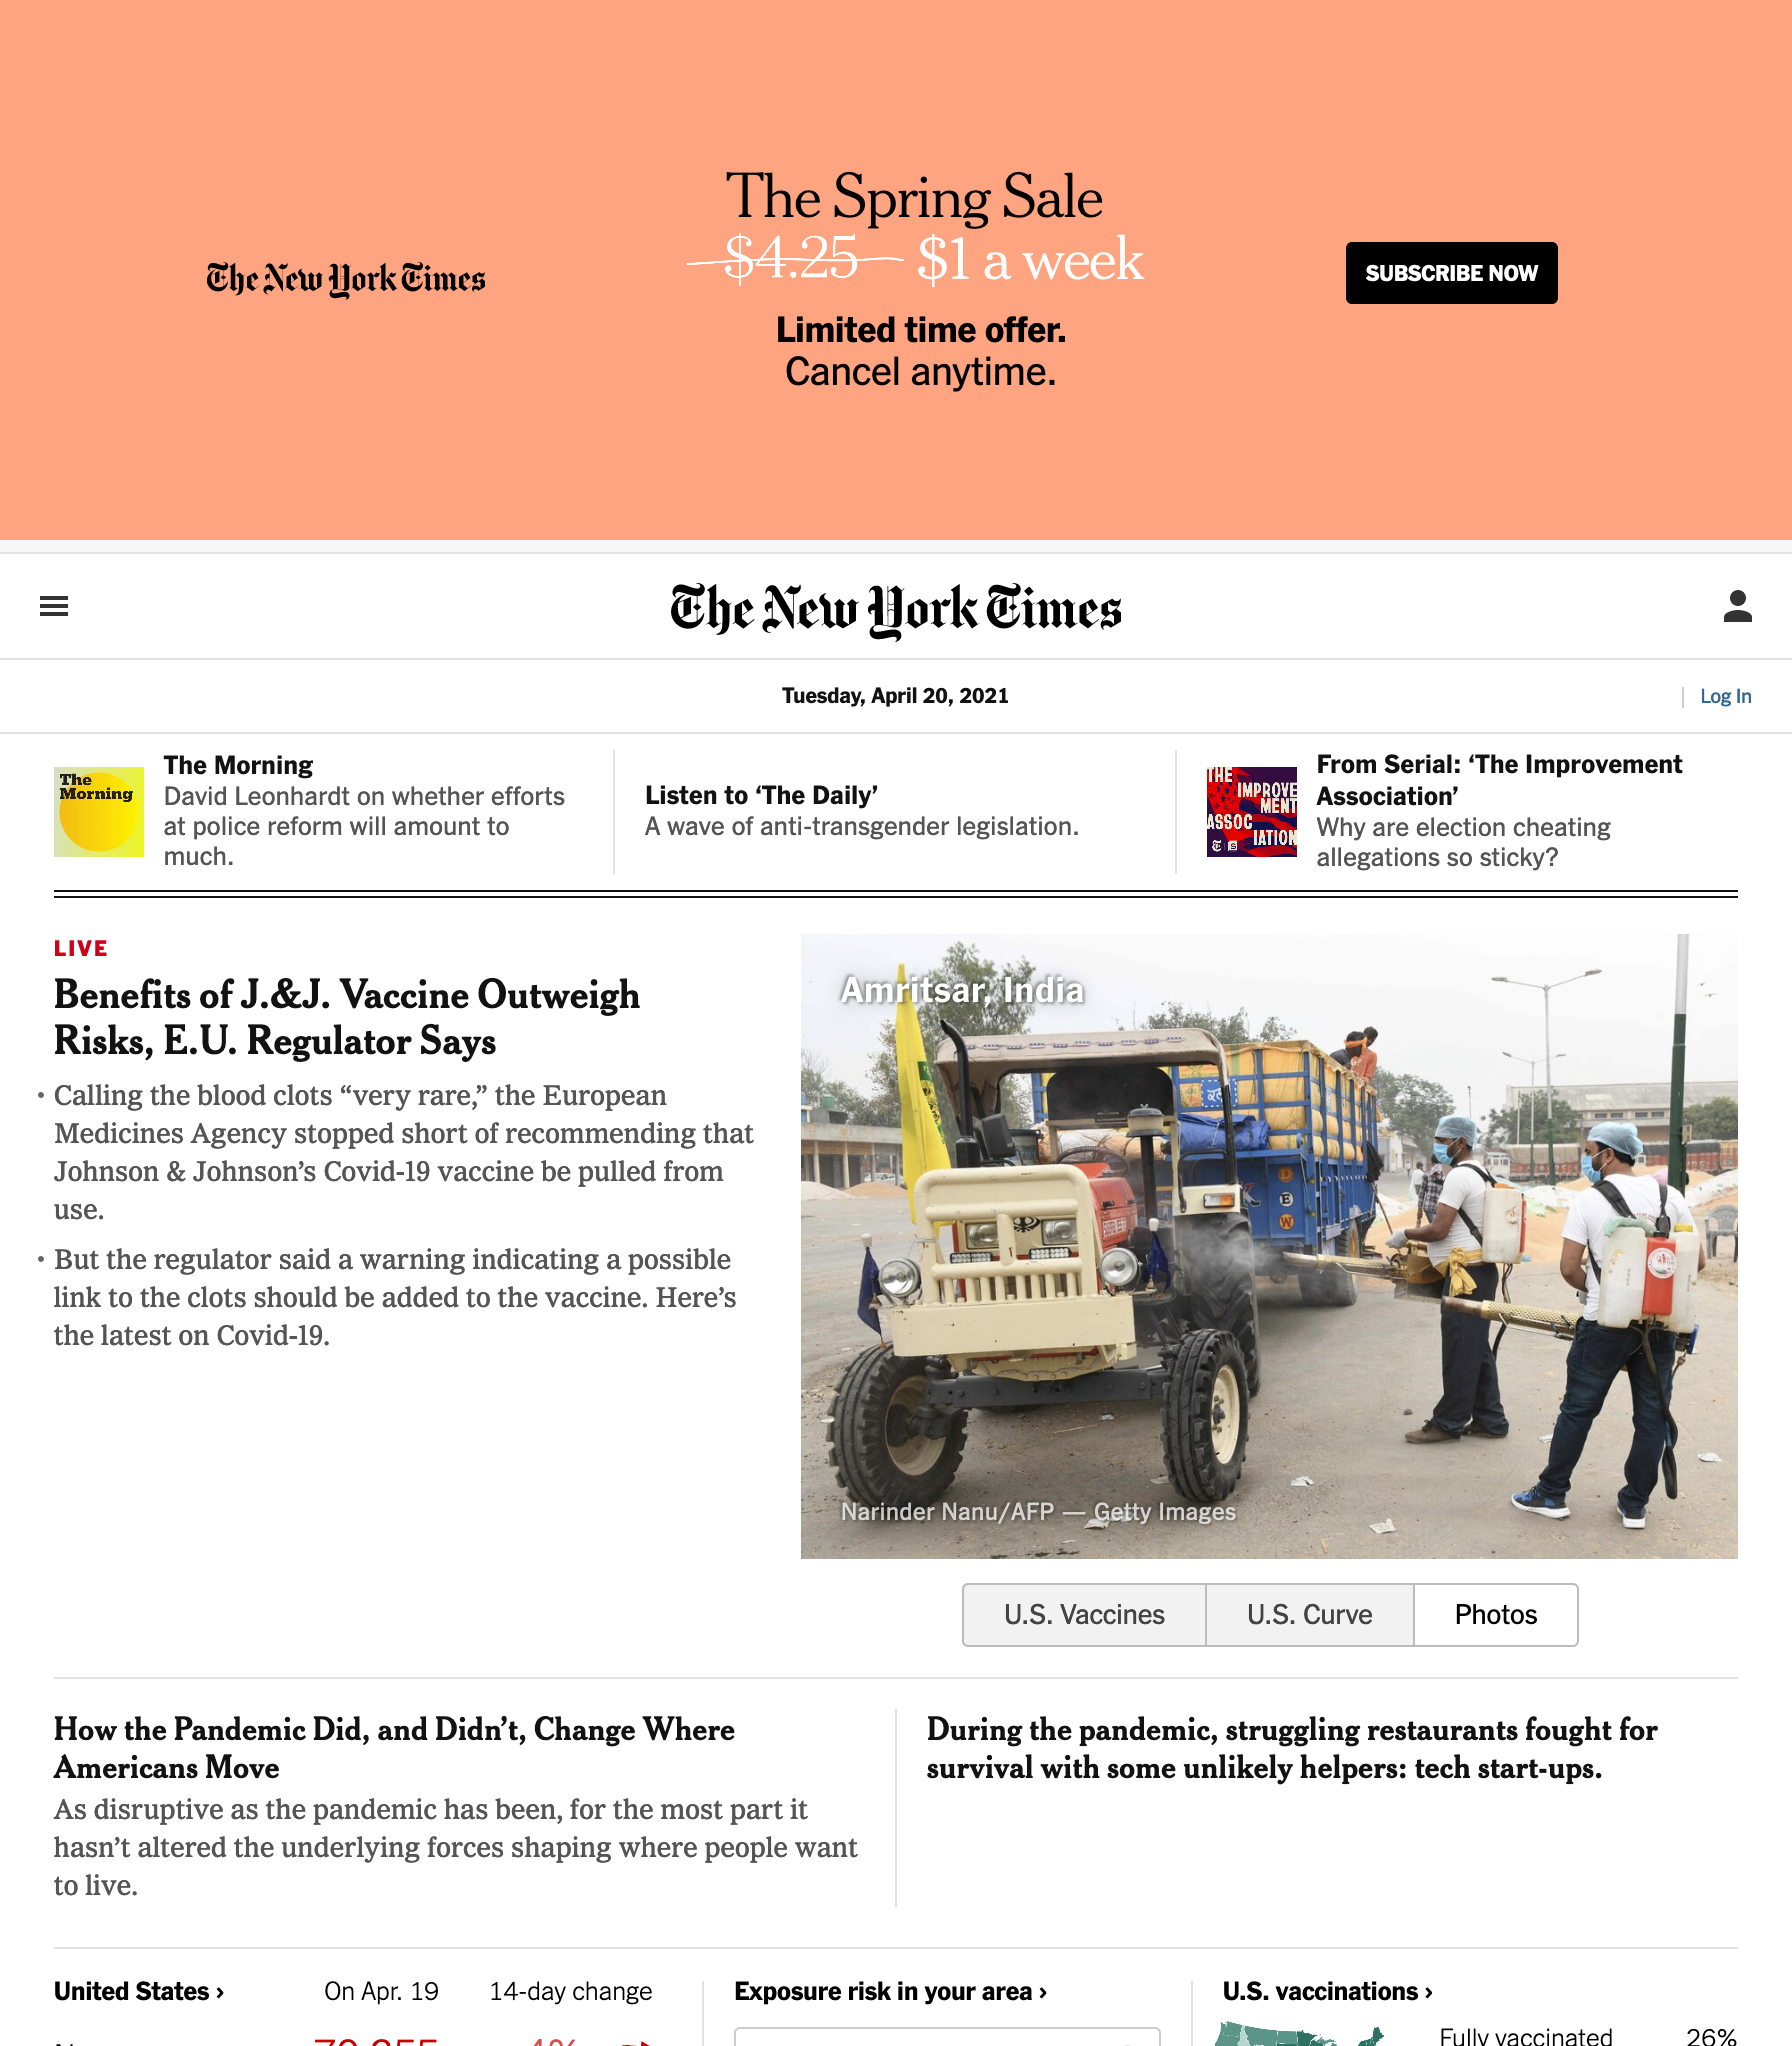 The Spring Sale
$4.25 $1 a week
The New York Times
SUBSCRIBE NOW
Limited time offer.
Cancel anytime.
The New York Times
Tuesday, April 20, 2021
Log In
The
Morning
The Morning
David Leonhardt on whether efforts
at police reform will amount to
much.
Listen to ‘The Daily’
A wave of anti-transgender legislation.
THE
IMPROVE
MENT
ASSOC
IATION
From Serial: ‘The Improvement
Association’
Why are election cheating
allegations so sticky?
LIVE
Benefits of J.&J. Vaccine Outweigh
Risks, E.U. Regulator Says
• Calling the blood clots “very rare,” the European
Medicines Agency stopped short of recommending that
Johnson & Johnson’s Covid-19 vaccine be pulled from
use.
• But the regulator said a warning indicating a possible
link to the clots should be added to the vaccine. Here’s
the latest on Covid-19.
Amritsar, India
D
E
W
Narinder Nanu/AFP — Getty Images
U.S. Vaccines
U.S. Curve
Photos
How the Pandemic Did, and Didn’t, Change Where
Americans Move
As disruptive as the pandemic has been, for the most part it
hasn’t altered the underlying forces shaping where people want
to live.
During the pandemic, struggling restaurants fought for
survival with some unlikely helpers: tech start-ups.
United States › On Apr. 19 14-day change
Exposure risk in your area ›
U.S. vaccinations ›
Fully vaccinated 26%